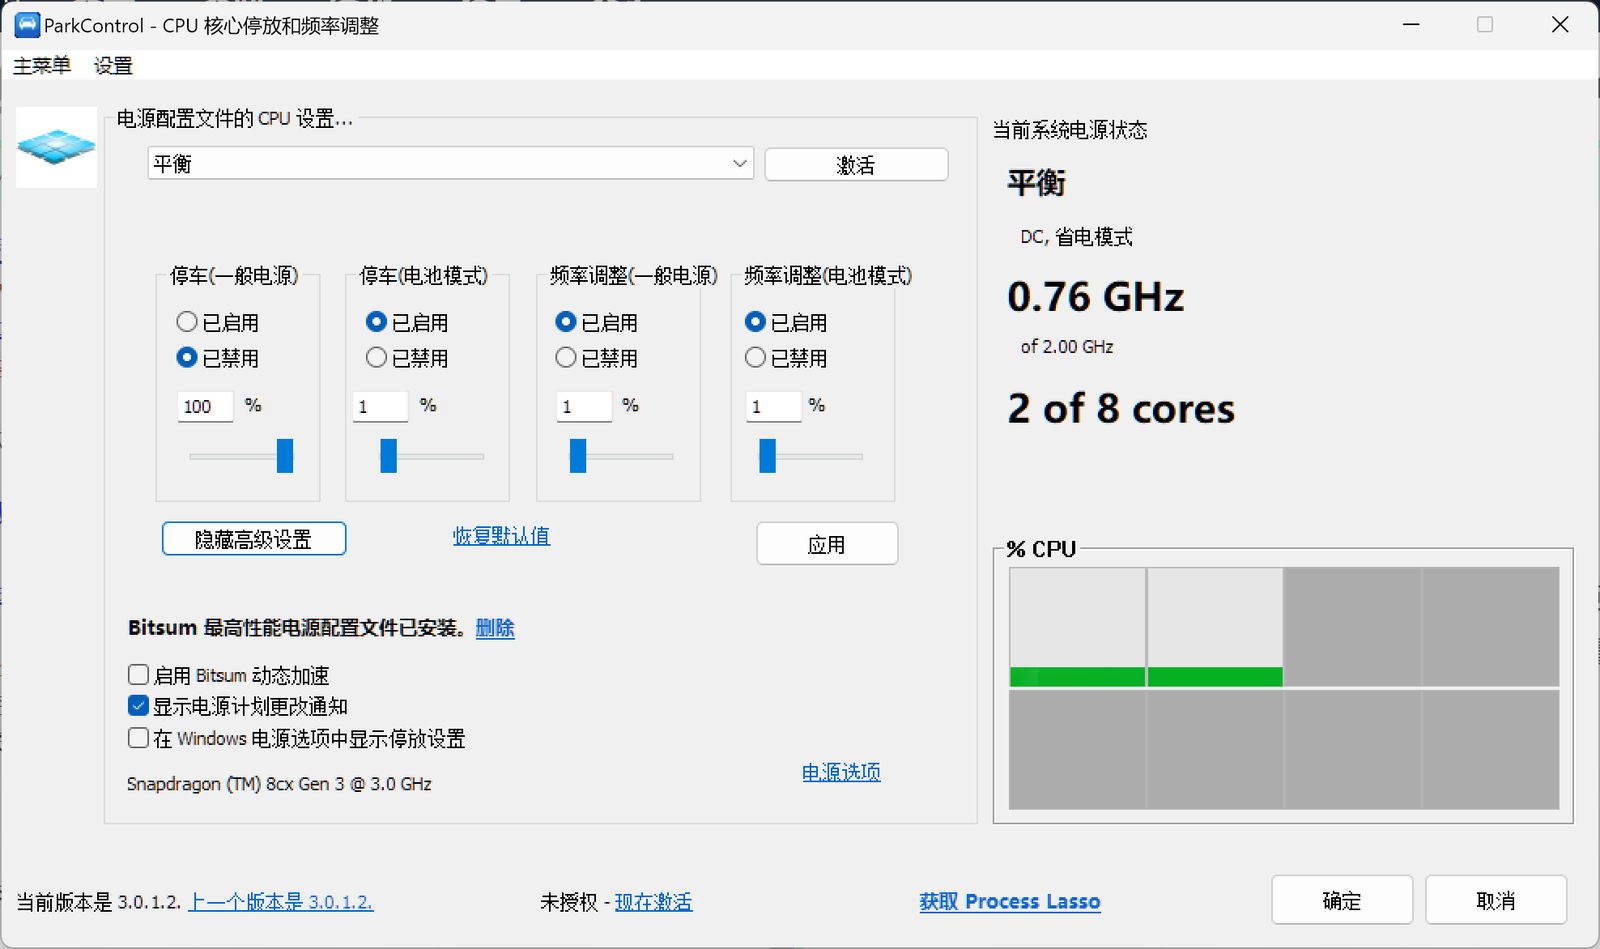 ParkControl - CPU 核心停放和频率调整
主菜单 设置
电源配置文件的 CPU 设置...
平衡
激活
停车(一般电源)
已启用
已禁用
100 %
停车(电池模式)
已启用
已禁用
1 %
频率调整(一般电源)
已启用
已禁用
1 %
频率调整(电池模式)
已启用
已禁用
1 %
隐藏高级设置
恢复默认值
应用
Bitsum 最高性能电源配置文件已安装。 删除
启用 Bitsum 动态加速
显示电源计划更改通知
在 Windows 电源选项中显示停放设置
Snapdragon (TM) 8cx Gen 3 @ 3.0 GHz
电源选项
当前系统电源状态
平衡
DC, 省电模式
0.76 GHz
of 2.00 GHz
2 of 8 cores
% CPU
当前版本是 3.0.1.2. 上一个版本是 3.0.1.2.
未授权 - 现在激活
获取 Process Lasso
确定
取消